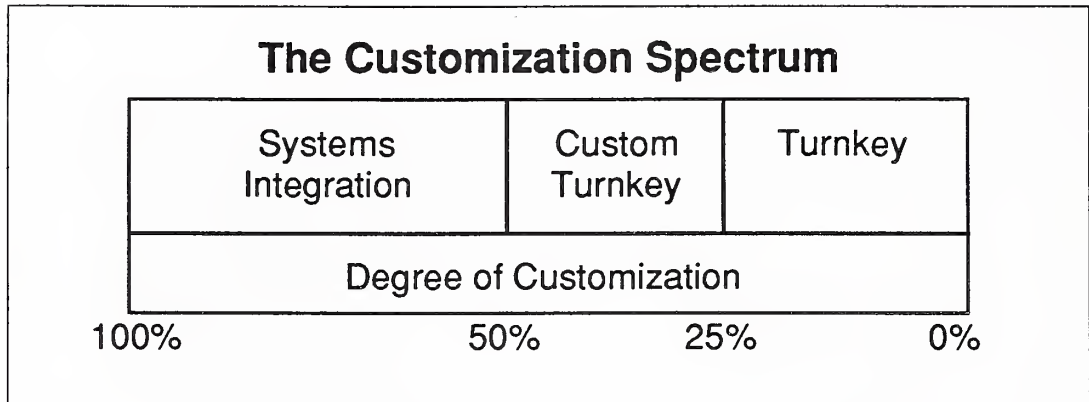 The Customization Spectrum
Systems
Integration
Custom
Turnkey
Turnkey
Degree of Customization
100% 50% 25% 0%